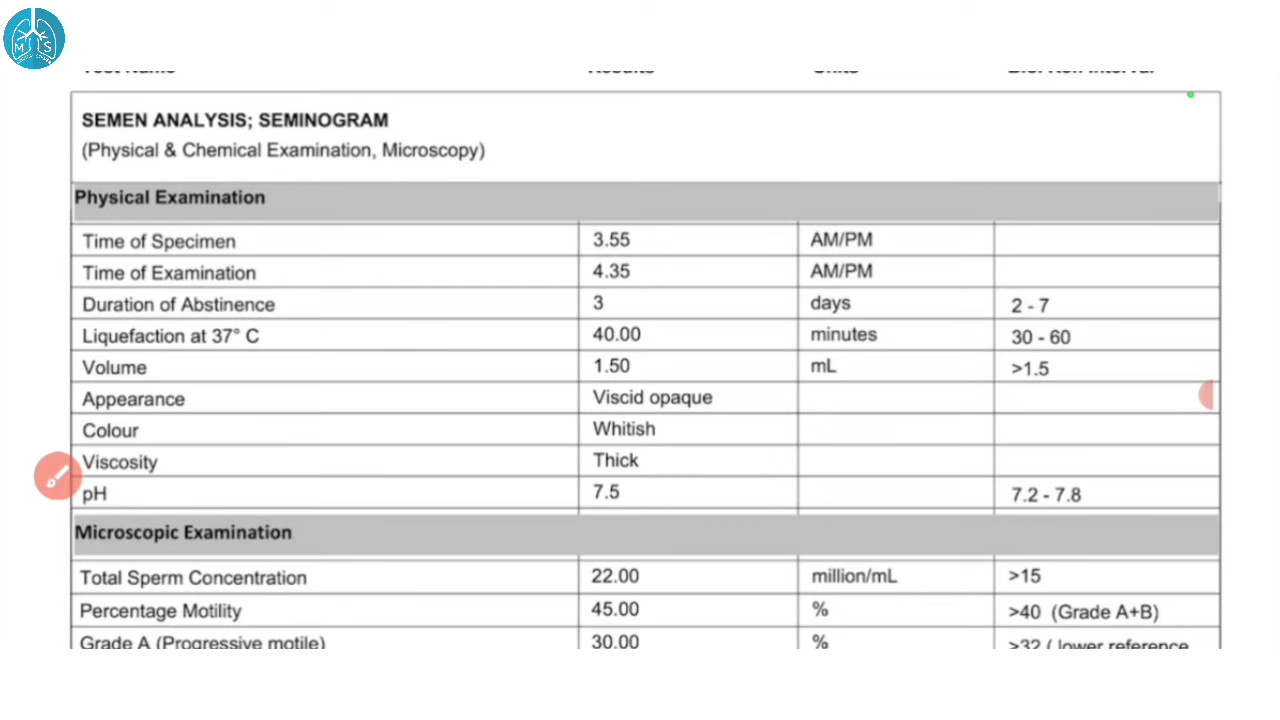 M S
SEMEN ANALYSIS; SEMINOGRAM
(Physical & Chemical Examination, Microscopy)
Physical Examination
Time of Specimen 3.55 AM/PM
Time of Examination 4.35 AM/PM
Duration of Abstinence 3 days 2 - 7
Liquefaction at 37° C 40.00 minutes 30 - 60
Volume 1.50 mL >1.5
Appearance Viscid opaque
Colour Whitish
Viscosity Thick
pH 7.5 7.2 - 7.8
Microscopic Examination
Total Sperm Concentration 22.00 million/mL >15
Percentage Motility 45.00 % >40 (Grade A+B)
Grade A (Progressive motile) 30.00 % >32 ( lower reference